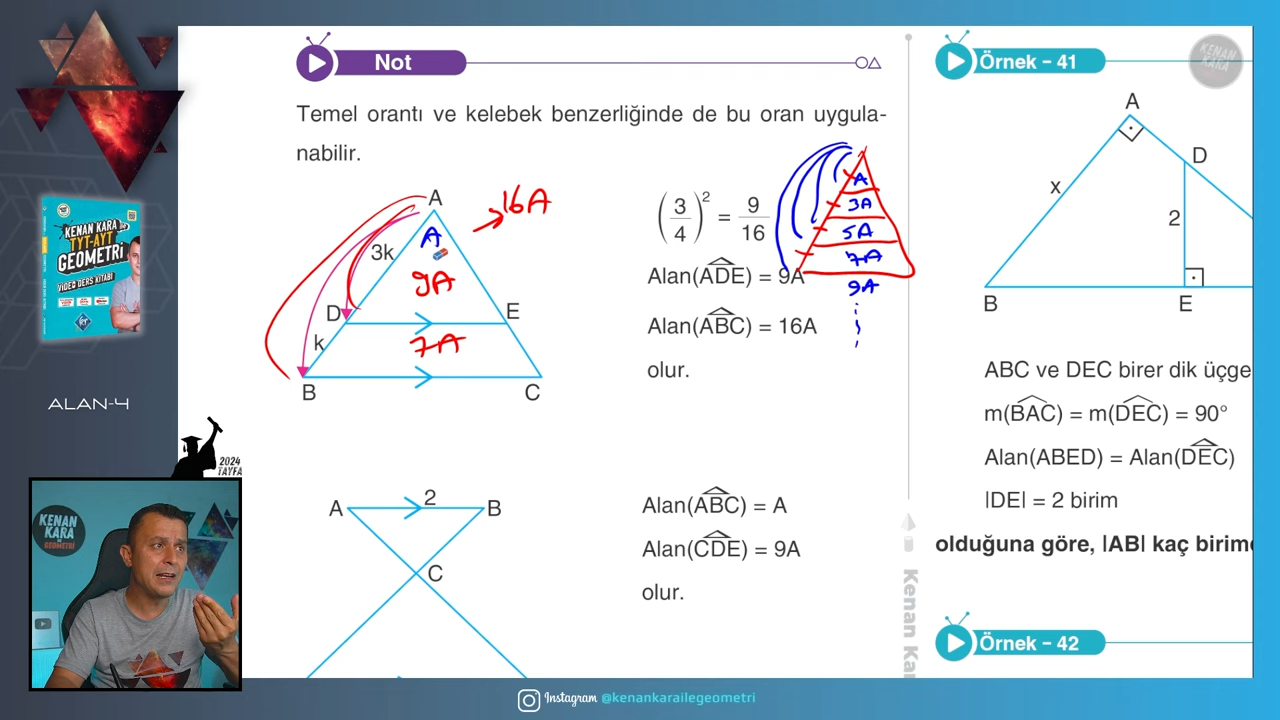 Not
Temel orantı ve kelebek benzerliğinde de bu oran uygula-
nabilir.
A
3k
D
E
k
B
C
A
9A
7A
16A
(3/4)² = 9/16
Alan(ADE) = 9A
Alan(ABC) = 16A
olur.
A
3A
5A
7A
9A
A
2
B
C
Alan(ABC) = A
Alan(CDE) = 9A
olur.
Örnek – 41
A
D
x
2
B
E
ABC ve DEC birer dik üçge
m(BAC) = m(DEC) = 90°
Alan(ABED) = Alan(DEC)
|DE| = 2 birim
olduğuna göre, |AB| kaç birim
Örnek – 42
Kenan Ka
KENAN
KARA
KENAN KARA
TYT-AYT
GEOMETRİ
VİDEO DERS KİTABI
ALAN-4
2024
TAYFA
KENAN
KARA
GEOMETRİ
Instagram @kenankarailegeometri